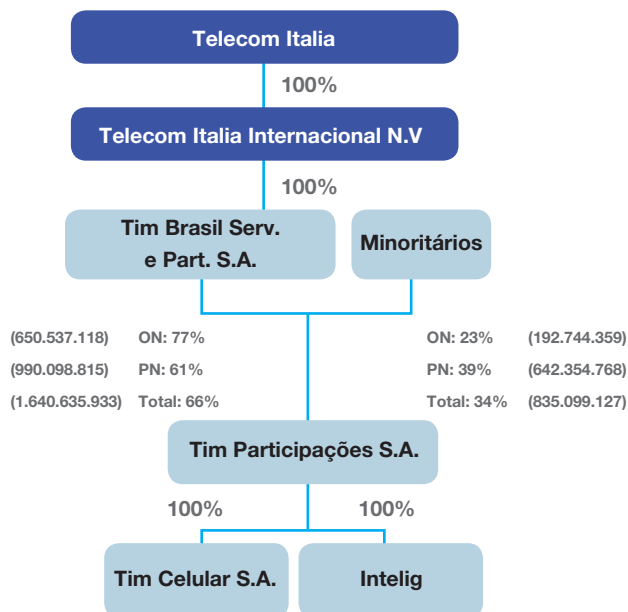 Telecom Italia
100%
Telecom Italia Internacional N.V
100%
Tim Brasil Serv.
e Part. S.A.
Minoritários
(650.537.118) ON: 77% ON: 23% (192.744.359)
(990.098.815) PN: 61% PN: 39% (642.354.768)
(1.640.635.933) Total: 66% Total: 34% (835.099.127)
Tim Participações S.A.
100% 100%
Tim Celular S.A. Intelig